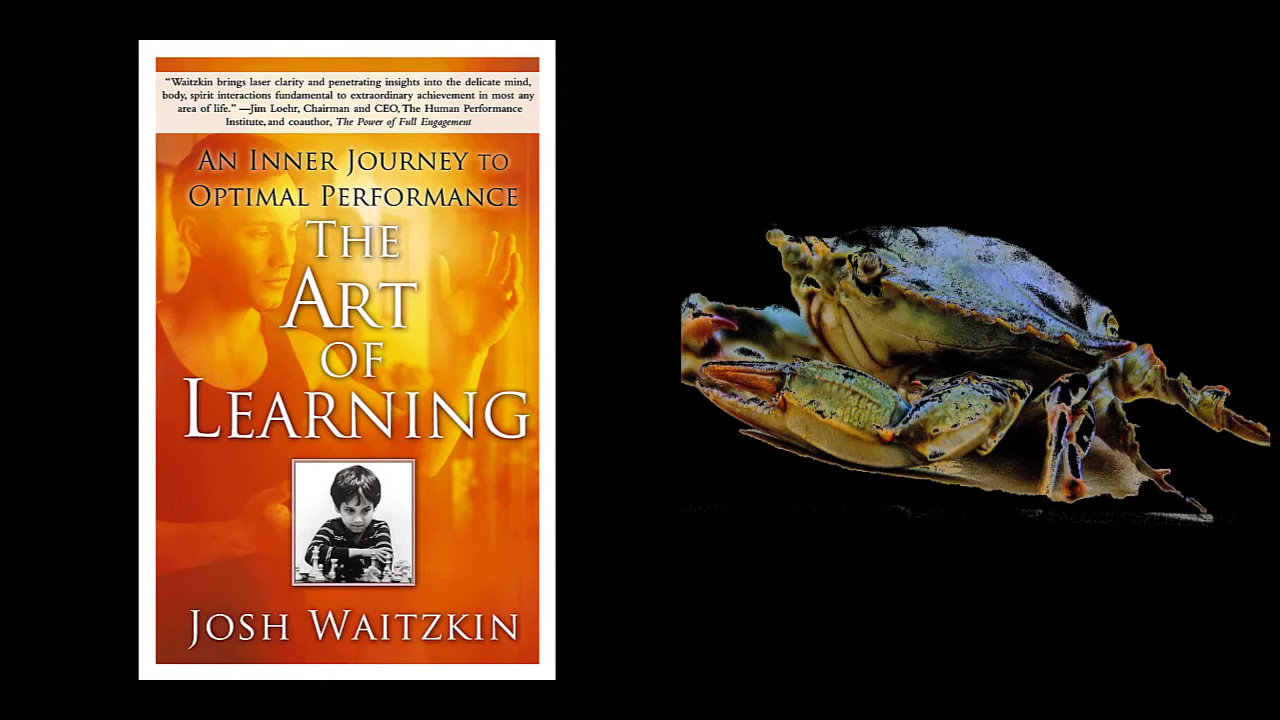 “Waitzkin brings laser clarity and penetrating insights into the delicate mind,
body, spirit interactions fundamental to extraordinary achievement in most any
area of life.” —Jim Loehr, Chairman and CEO, The Human Performance
Institute, and coauthor, The Power of Full Engagement
AN INNER JOURNEY TO
OPTIMAL PERFORMANCE
THE
ART
OF
LEARNING
JOSH WAITZKIN